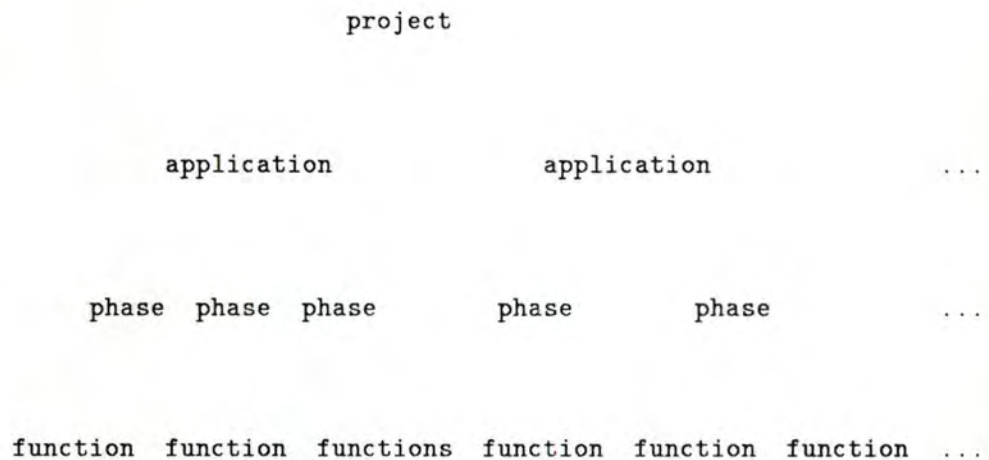 project
application application ...
phase phase phase phase phase ...
function function functions function function function ...